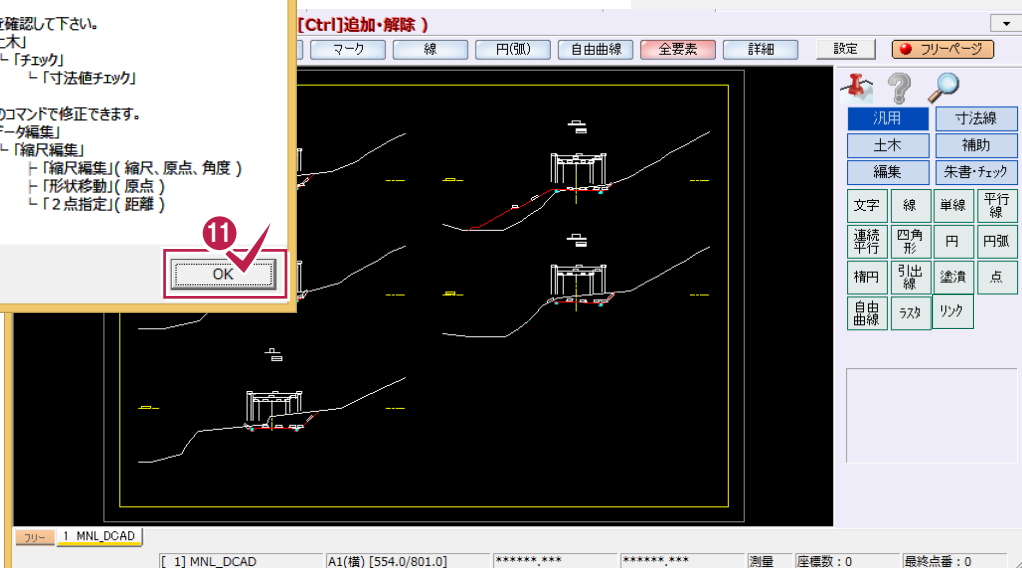 を確認して下さい。
土木」
└「チェック」
└「寸法値チェック」
のコマンドで修正できます。
データ編集」
└「縮尺編集」
├「縮尺編集」( 縮尺、原点、角度 )
├「形状移動」( 原点 )
└「２点指定」( 距離 )
11
OK
[Ctrl]追加・解除 )
マーク 線 円(弧) 自由曲線 全要素 詳細 設定 フリーページ
汎用 寸法線
土木 補助
編集 朱書・チェック
文字 線 単線 平行線
連続平行 四角形 円 円弧
楕円 引出線 塗潰 点
自由曲線 ラスタ リンク
フリー 1 MNL_DCAD
[ 1] MNL_DCAD A1(横) [554.0/801.0] ******.*** ******.*** 測量 座標数：0 最終点番：0